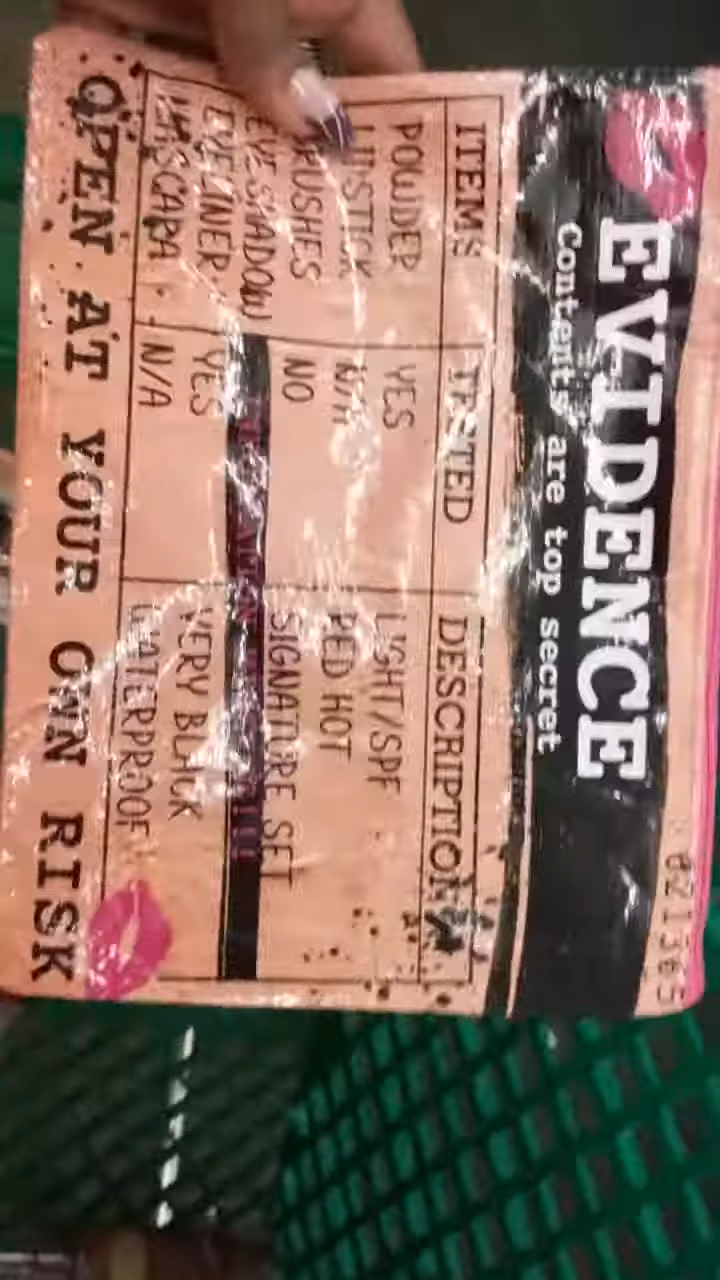 021365
EVIDENCE
Contents are top secret
ITEMS TESTED DESCRIPTION
POWDER YES LIGHT/SPF
LIPSTICK N/A RED HOT
BRUSHES NO SIGNATURE SET
EYE SHADOW
EYELINER YES VERY BLACK
MASCARA N/A WATERPROOF
OPEN AT YOUR OWN RISK